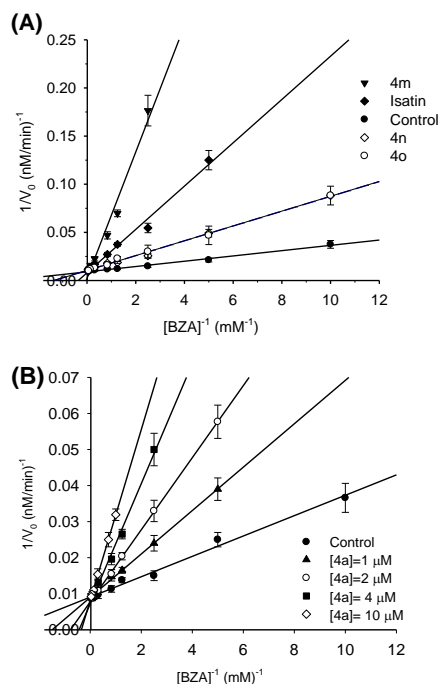 (A)
0.25
0.20
0.15
0.10
0.05
0.00
1/V₀ (nM/min)⁻¹
4m
Isatin
Control
4n
4o
0 2 4 6 8 10 12
[BZA]⁻¹ (mM⁻¹)
(B)
0.07
0.06
0.05
0.04
0.03
0.02
0.01
0.00
1/V₀ (nM/min)⁻¹
Control
[4a]=1 µM
[4a]=2 µM
[4a]= 4 µM
[4a]= 10 µM
0 2 4 6 8 10 12
[BZA]⁻¹ (mM)⁻¹